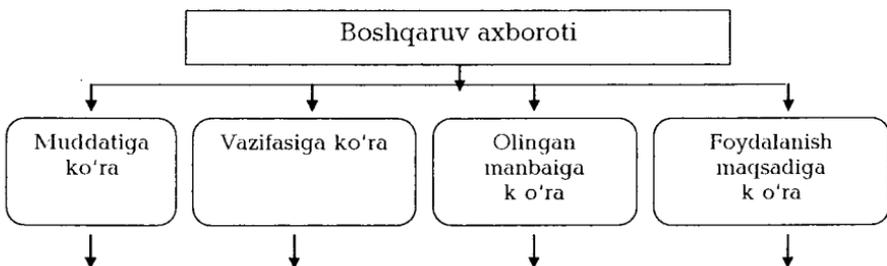 Boshqaruv axboroti
Muddatiga
ko‘ra
Vazifasiga ko‘ra
Olingan
manbaiga
k o‘ra
Foydalanish
maqsadiga
k o‘ra